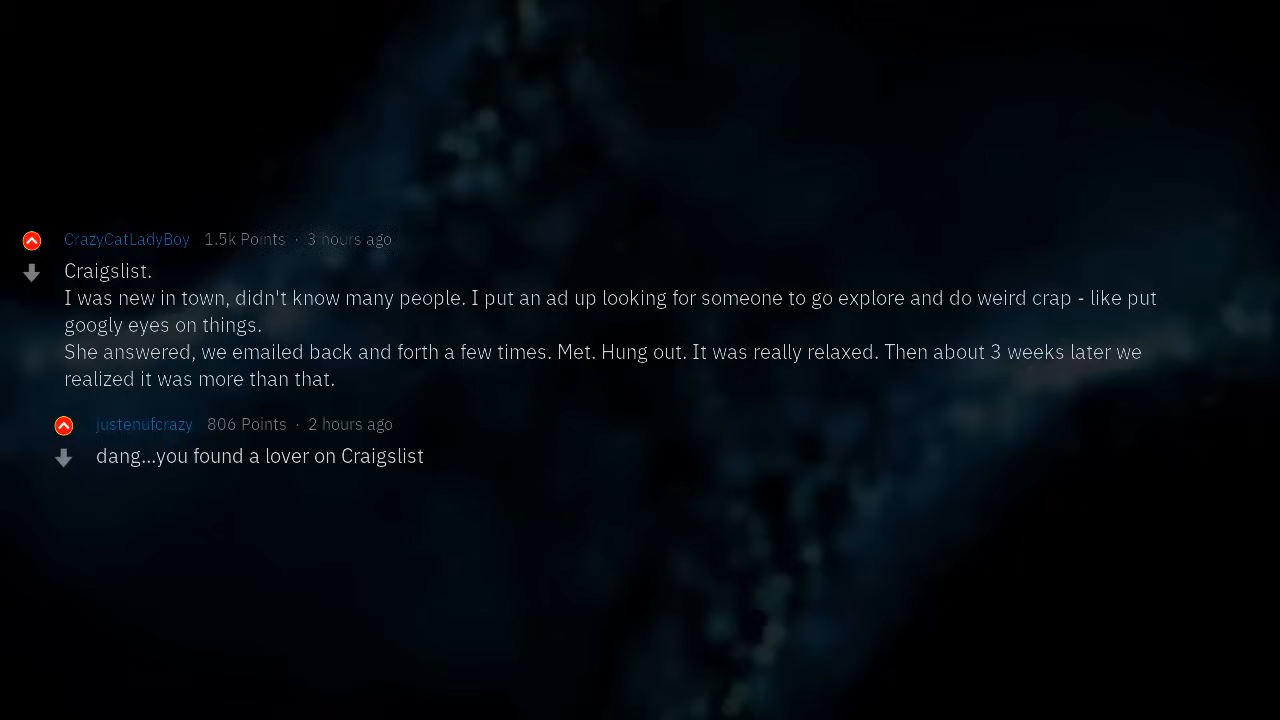 CrazyCatLadyBoy 1.5k Points · 3 hours ago
Craigslist.
I was new in town, didn't know many people. I put an ad up looking for someone to go explore and do weird crap - like put
googly eyes on things.
She answered, we emailed back and forth a few times. Met. Hung out. It was really relaxed. Then about 3 weeks later we
realized it was more than that.
justenufcrazy 806 Points · 2 hours ago
dang...you found a lover on Craigslist